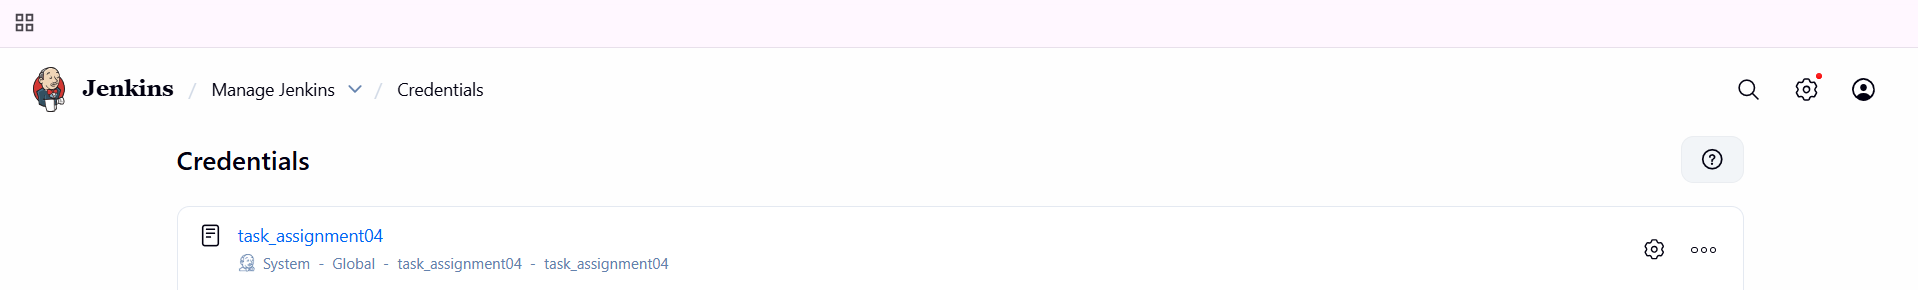 Jenkins / Manage Jenkins / Credentials
Credentials
task_assignment04
System - Global - task_assignment04 - task_assignment04